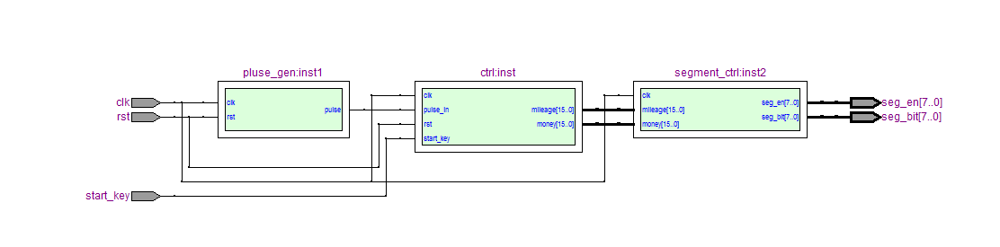 pluse_gen:inst1
ctrl:inst
segment_ctrl:inst2
clk
rst
start_key
clk
rst
pulse
clk
pulse_in
rst
start_key
mileage[15..0]
money[15..0]
clk
mileage[15..0]
money[15..0]
seg_en[7..0]
seg_bit[7..0]
seg_en[7..0]
seg_bit[7..0]